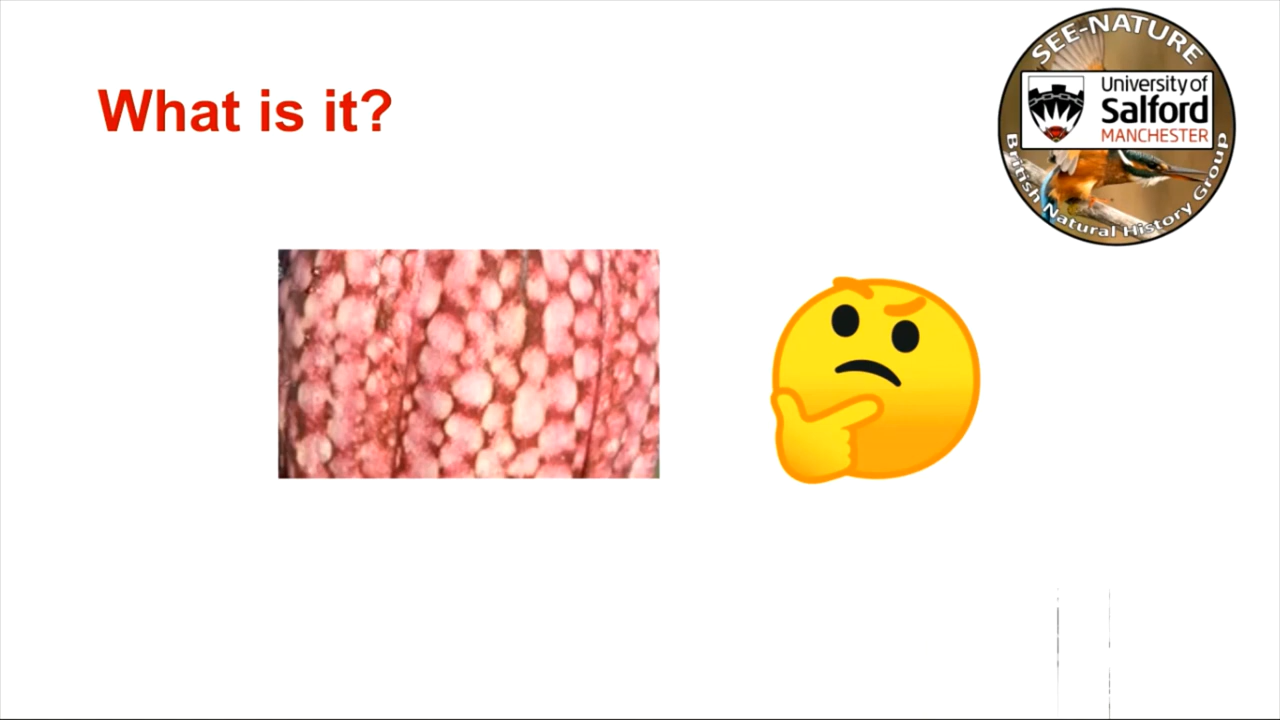 What is it?
SEE-NATURE
University of
Salford
MANCHESTER
British Natural History Group